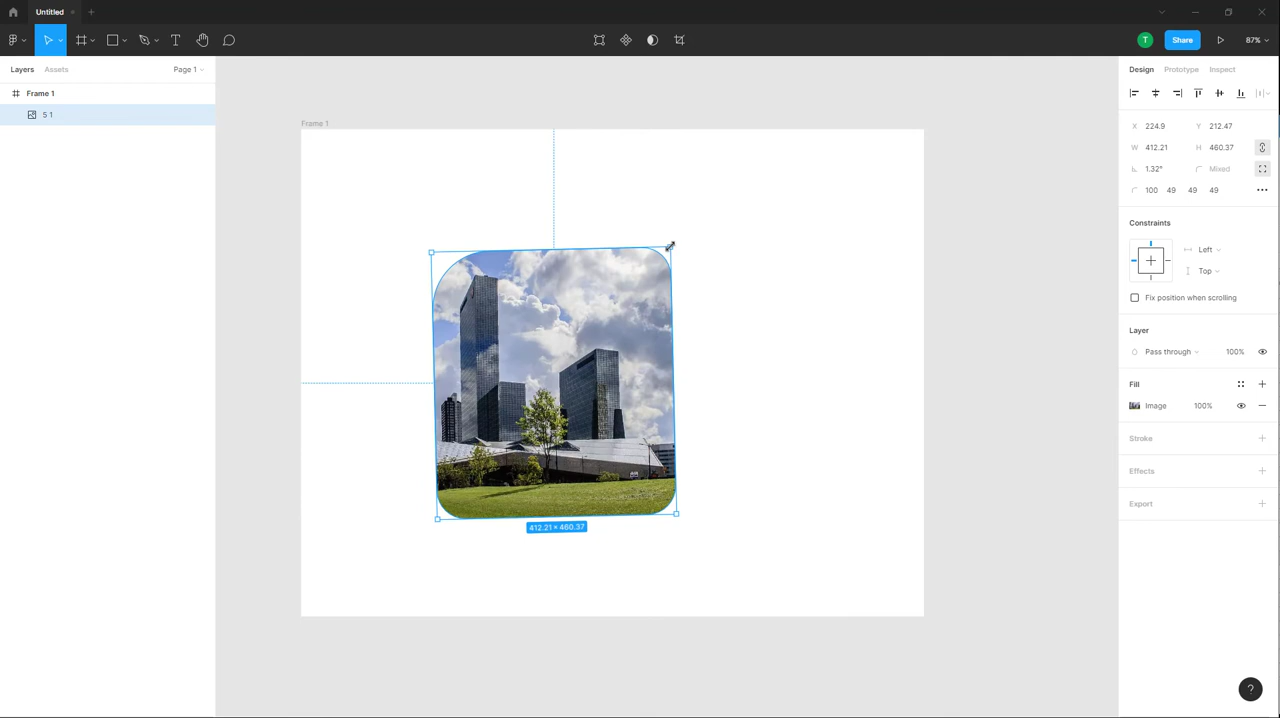 Untitled
T
Share
87%
Layers
Assets
Page 1
Design
Prototype
Inspect
Frame 1
5 1
Frame 1
X 224.9
Y 212.47
W 412.21
H 460.37
1.32°
Mixed
100 49 49 49
Constraints
Left
Top
Fix position when scrolling
Layer
Pass through
100%
Fill
Image
100%
Stroke
Effects
Export
412.21 × 460.37
?